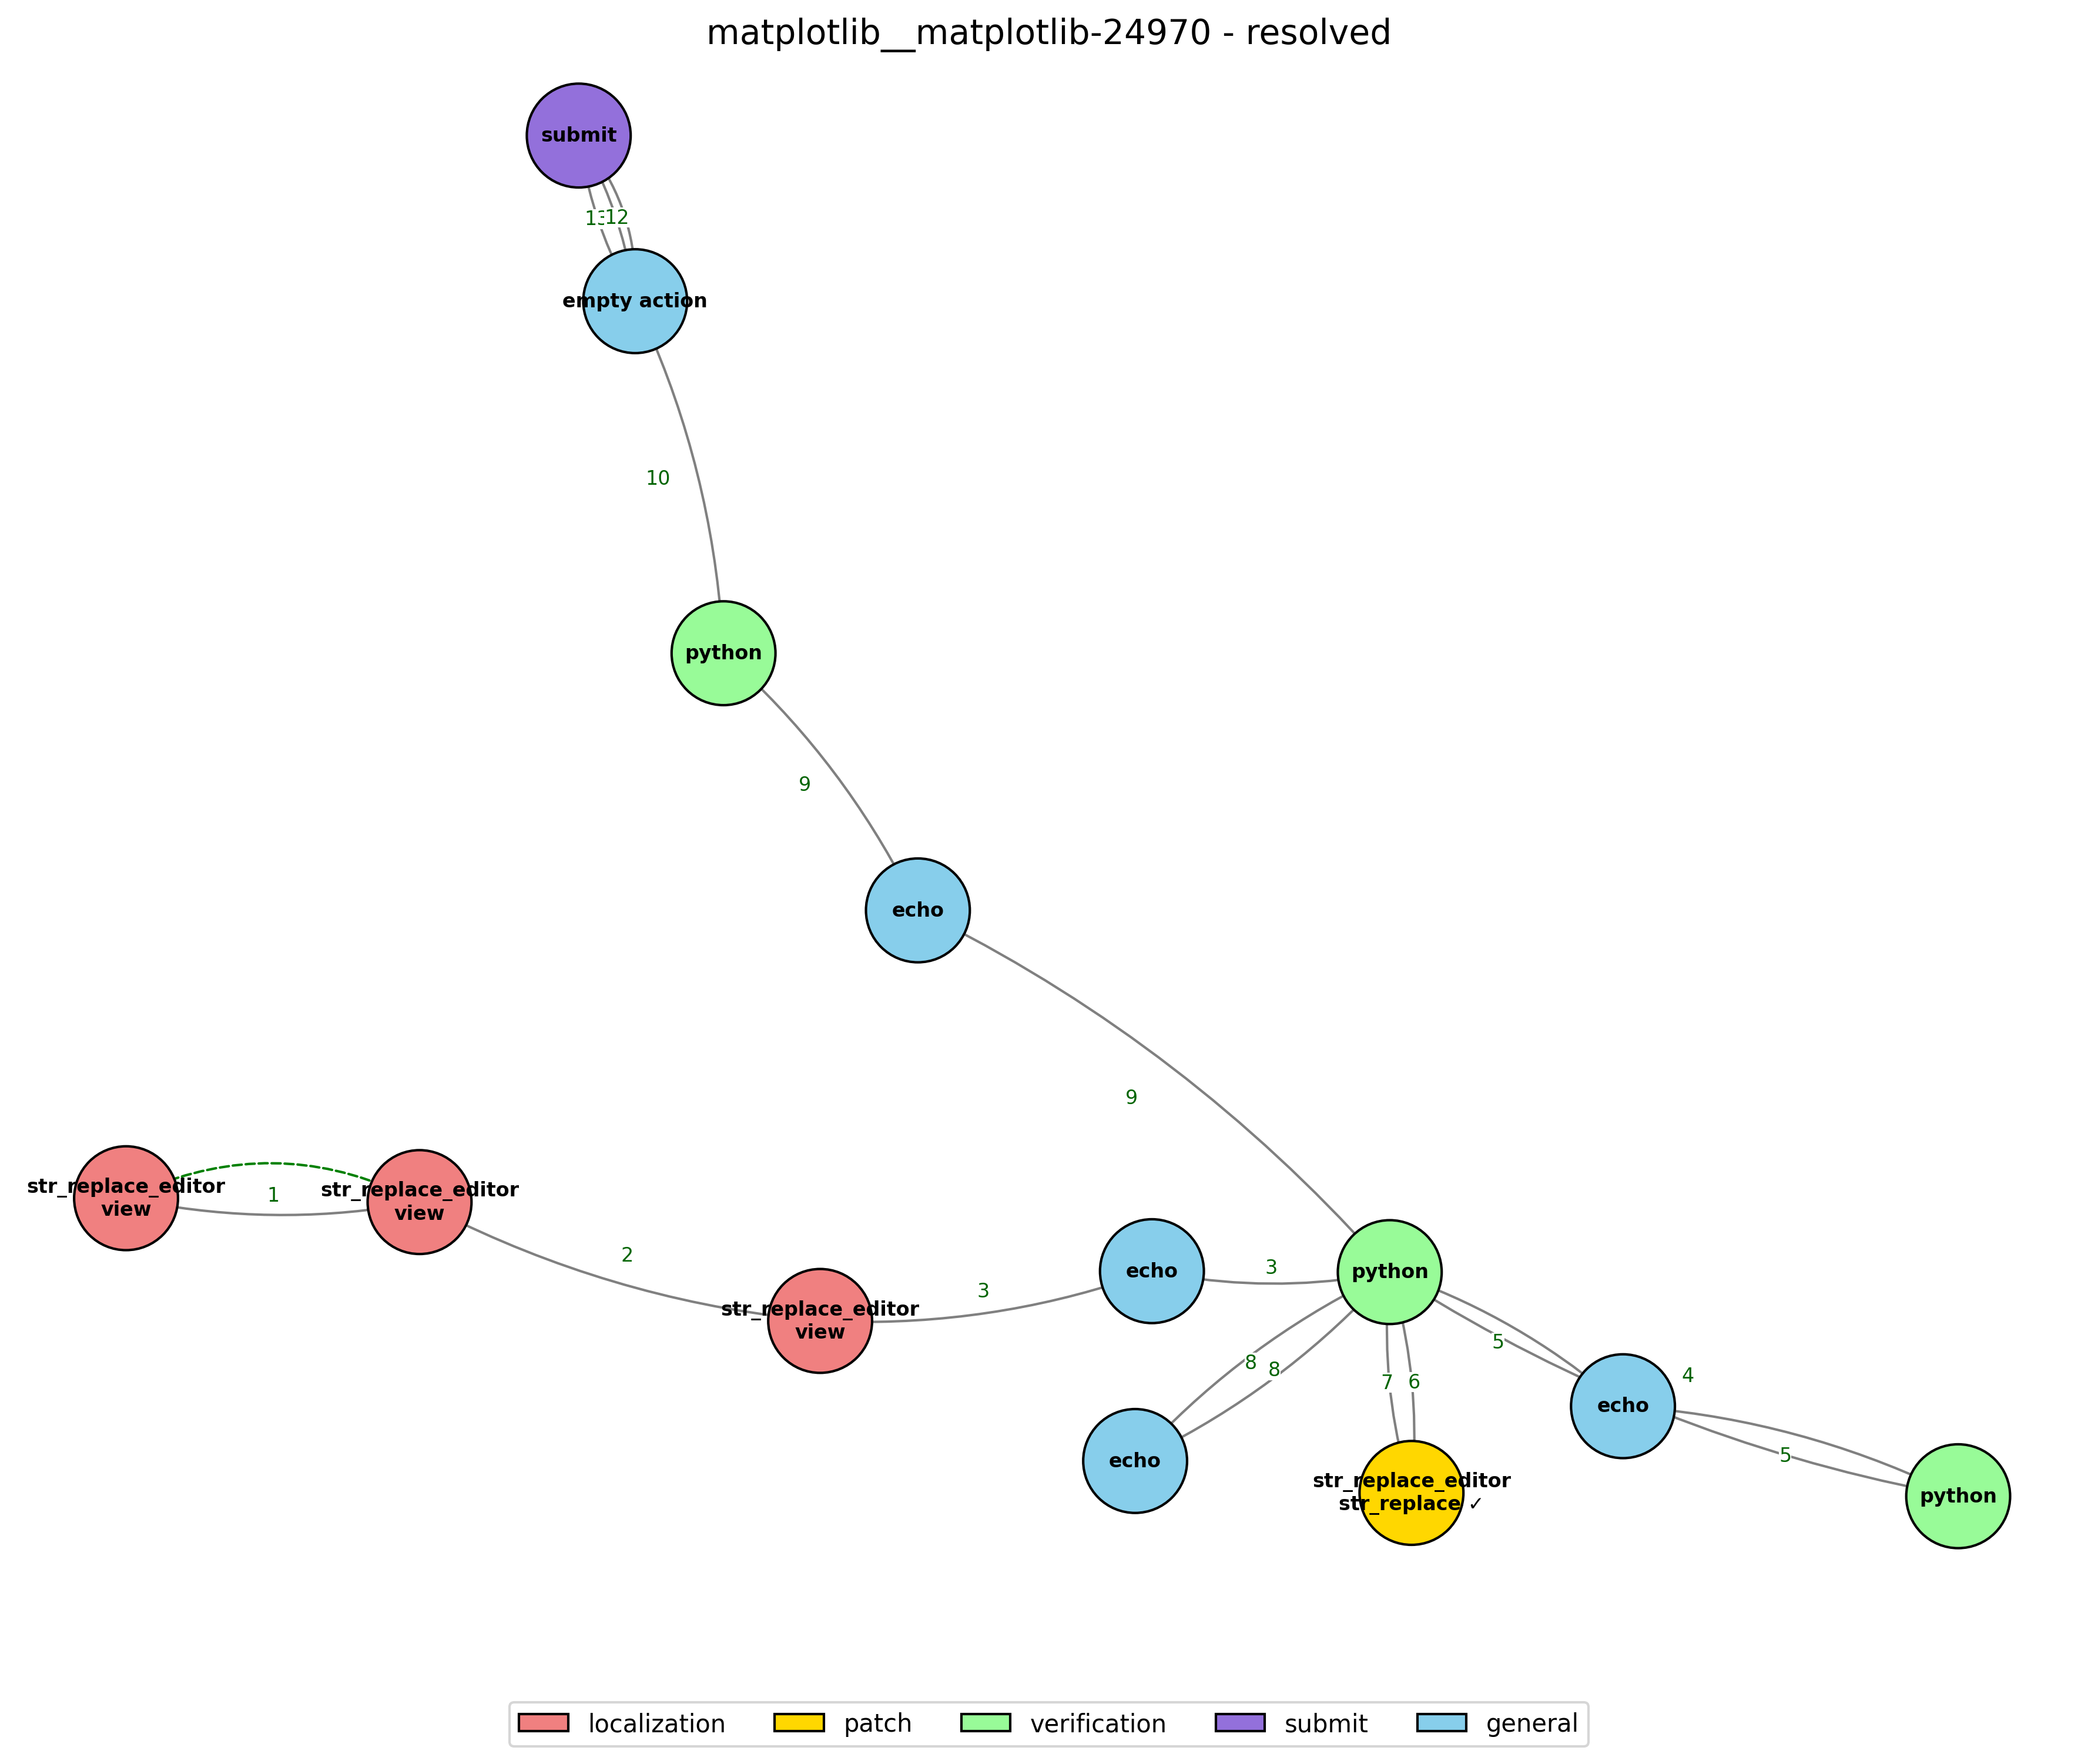 matplotlib__matplotlib-24970 - resolved
submit
12
empty action
10
python
9
echo
9
str_replace_editor
view
1
str_replace_editor
view
2
str_replace_editor
view
3
echo
3
python
8
8
7
6
5
4
echo
5
echo
str_replace_editor
str_replace ✓
python
localization
patch
verification
submit
general